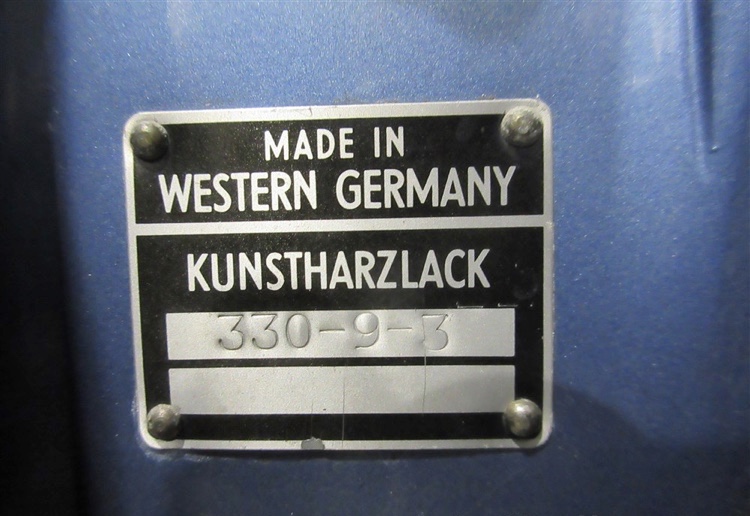 MADE IN
WESTERN GERMANY
KUNSTHARZLACK
330-9-3